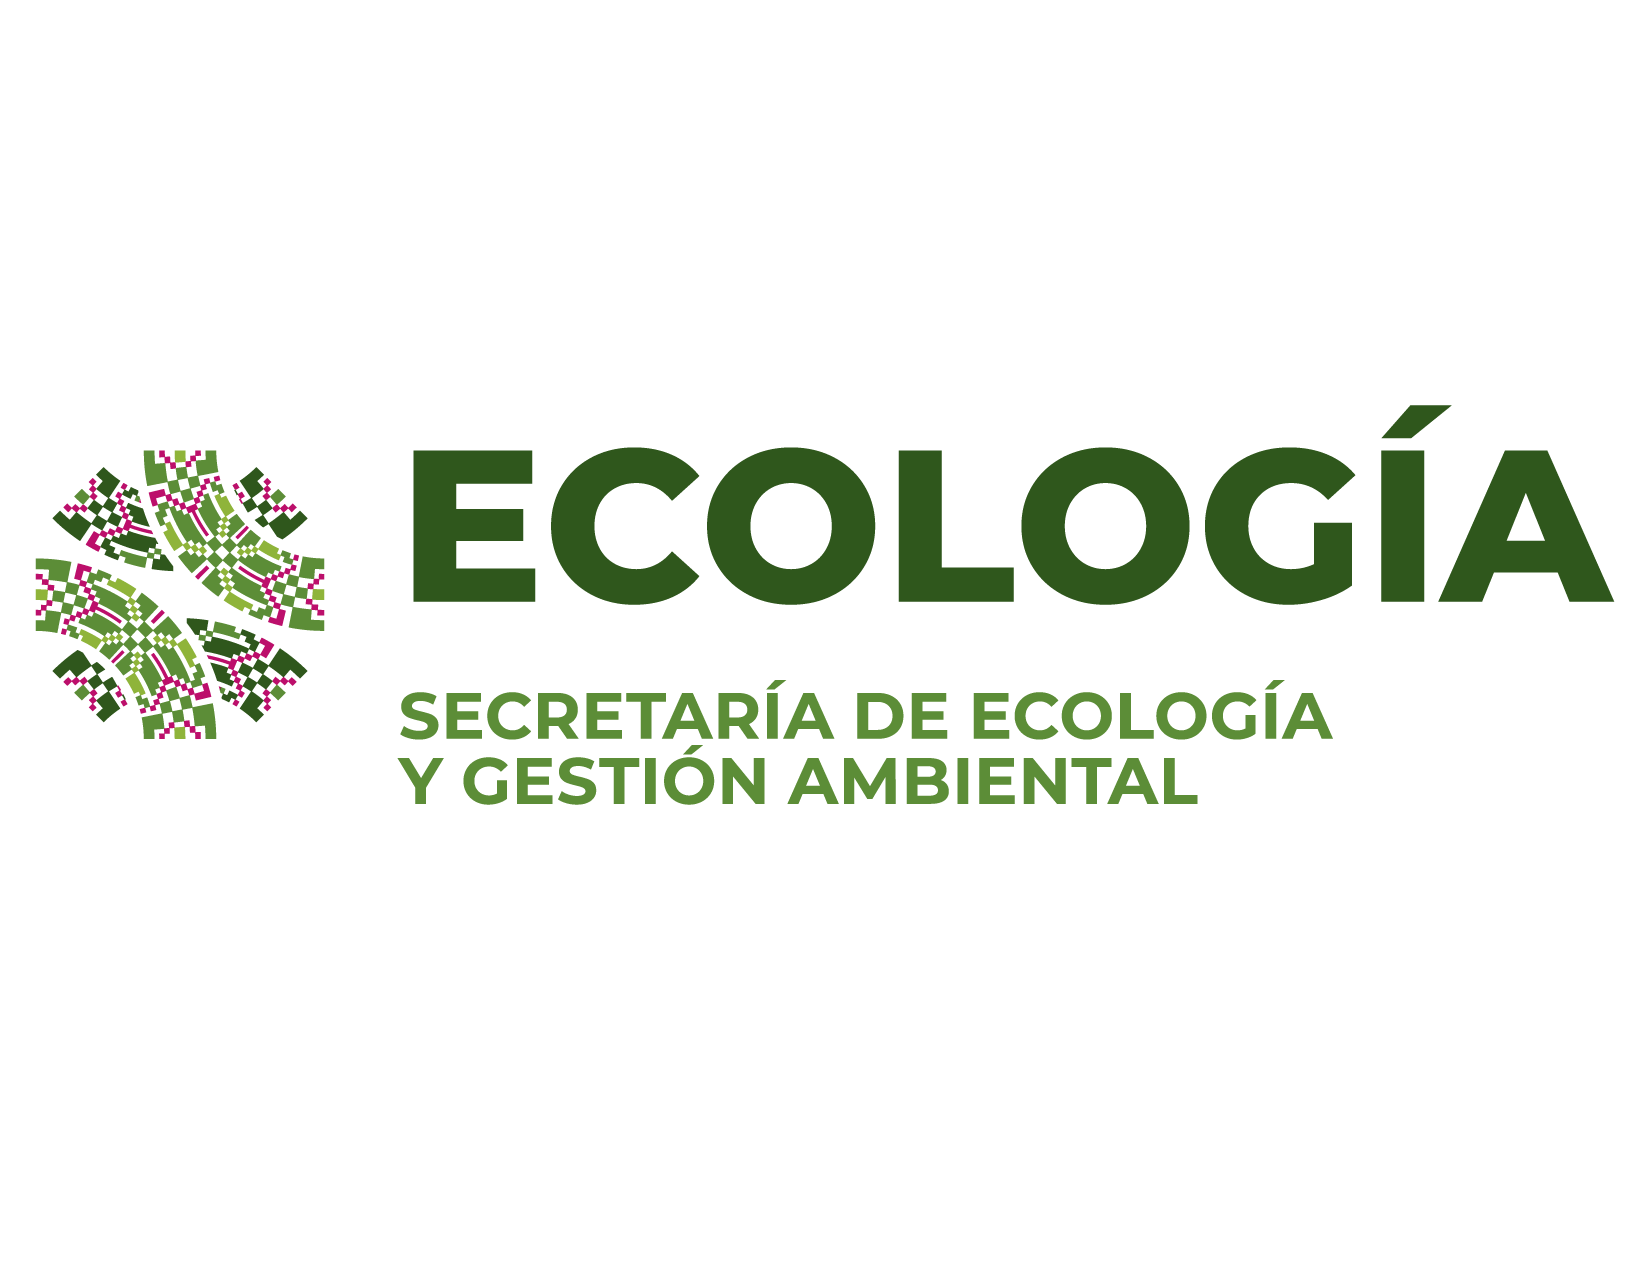 ECOLOGÍA
SECRETARÍA DE ECOLOGÍA
Y GESTIÓN AMBIENTAL